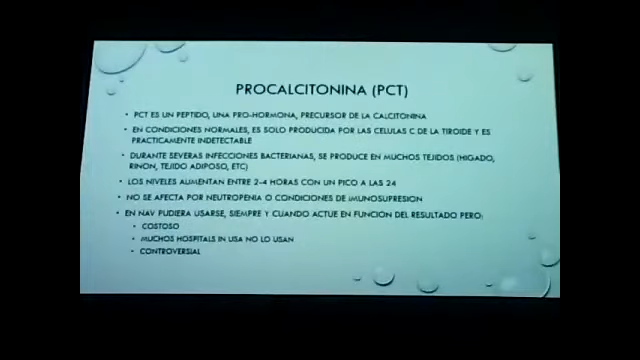 PROCALCITONINA (PCT)
• PCT ES UN PEPTIDO, UNA PRO-HORMONA, PRECURSOR DE LA CALCITONINA
• EN CONDICIONES NORMALES, ES SOLO PRODUCIDA POR LAS CELULAS C DE LA TIROIDE Y ES
PRACTICAMENTE INDETECTABLE
• DURANTE SEVERAS INFECCIONES BACTERIANAS, SE PRODUCE EN MUCHOS TEJIDOS (HIGADO,
RINON, TEJIDO ADIPOSO, ETC)
• LOS NIVELES AUMENTAN ENTRE 2-4 HORAS CON UN PICO A LAS 24
• NO SE AFECTA POR NEUTROPENIA O CONDICIONES DE IMUNOSUPRESION
• EN NAV PUDIERA USARSE, SIEMPRE Y CUANDO ACTUE EN FUNCION DEL RESULTADO PERO:
• COSTOSO
• MUCHOS HOSPITALS IN USA NO LO USAN
• CONTROVERSIAL